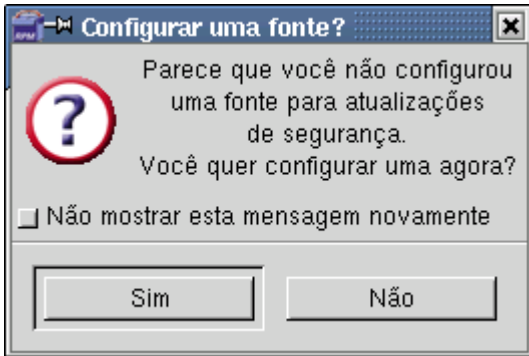 RPM
Configurar uma fonte?
Parece que você não configurou
uma fonte para atualizações
de segurança.
Você quer configurar uma agora?
Não mostrar esta mensagem novamente
Sim
Não